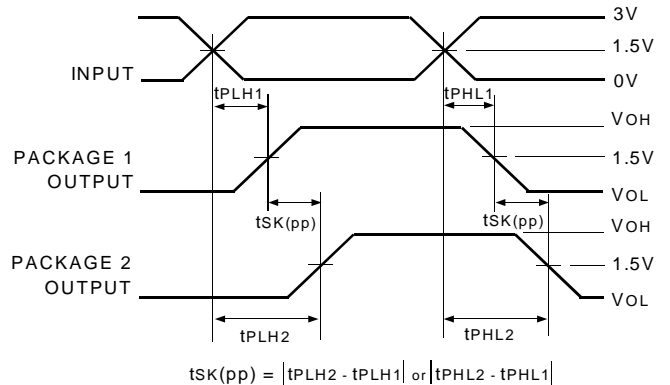 3V
1.5V
INPUT
0V
tPLH1
tPHL1
VOH
PACKAGE 1
OUTPUT
1.5V
VOL
tSK(pp)
tSK(pp)
VOH
PACKAGE 2
OUTPUT
1.5V
VOL
tPLH2
tPHL2
tSK(pp) = |tPLH2 - tPLH1| or |tPHL2 - tPHL1|